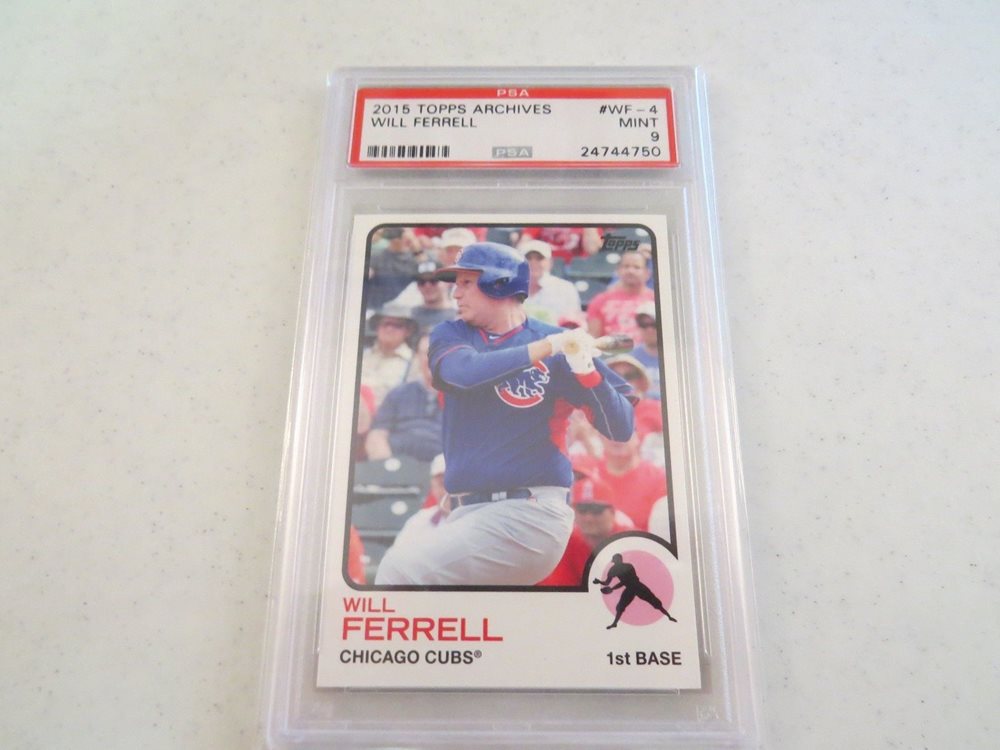 PSA
2015 TOPPS ARCHIVES #WF-4
WILL FERRELL MINT
9
PSA 24744750
Topps
WILL
FERRELL
CHICAGO CUBS® 1st BASE